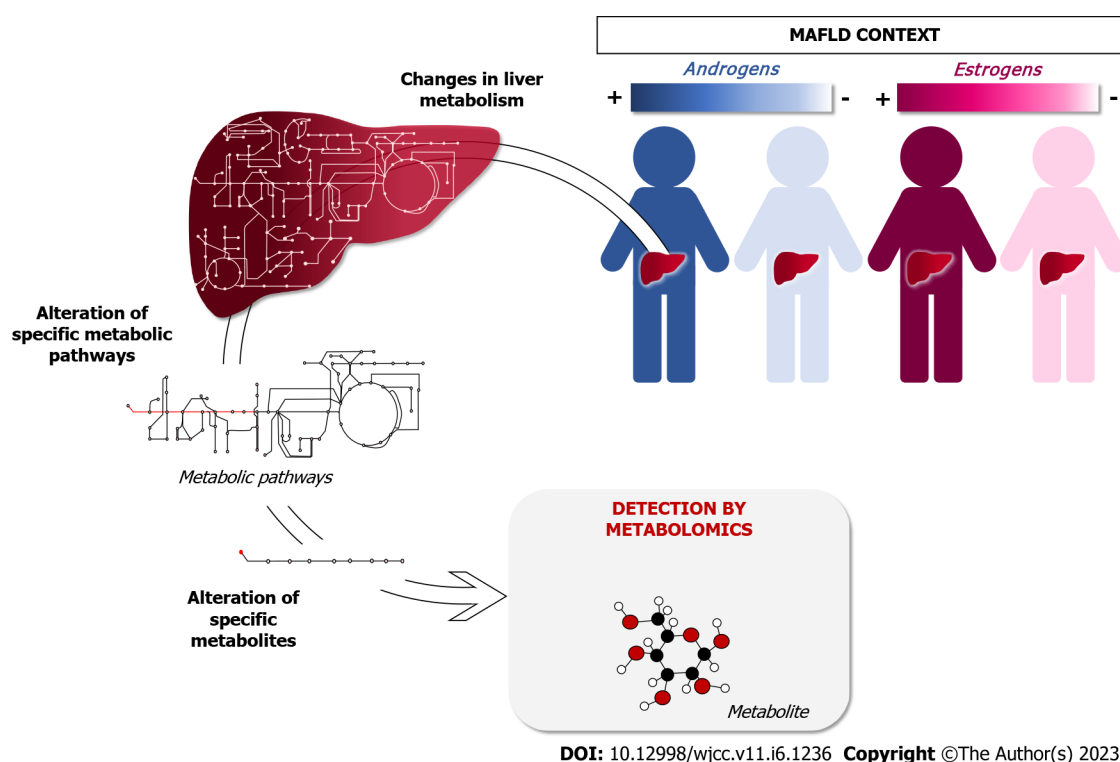 MAFLD CONTEXT
Androgens
Estrogens
+
-
+
-
Changes in liver
metabolism
Alteration of
specific metabolic
pathways
Metabolic pathways
Alteration of
specific
metabolites
DETECTION BY
METABOLOMICS
Metabolite
DOI: 10.12998/wjcc.v11.i6.1236 Copyright ©The Author(s) 2023